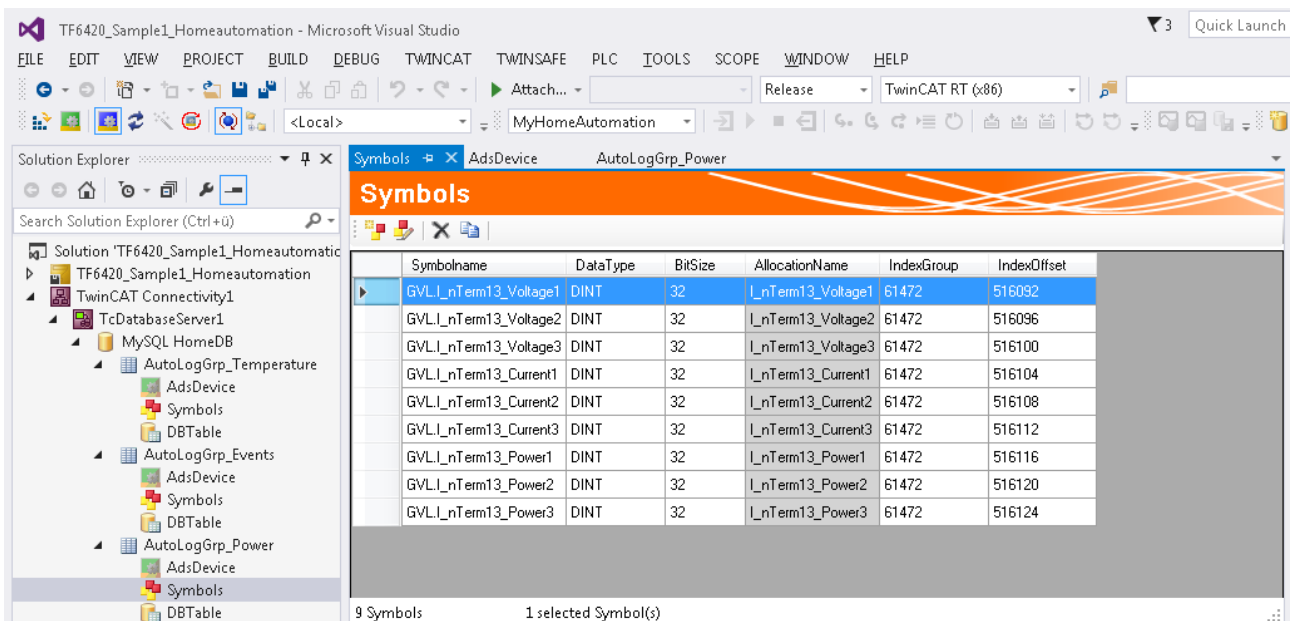 TF6420_Sample1_Homeautomation - Microsoft Visual Studio
3
Quick Launch
FILE EDIT VIEW PROJECT BUILD DEBUG TWINCAT TWINSAFE PLC TOOLS SCOPE WINDOW HELP
Attach... Release TwinCAT RT (x86)
<Local> MyHomeAutomation
Solution Explorer
Search Solution Explorer (Ctrl+ü)
Solution 'TF6420_Sample1_Homeautomatic
TF6420_Sample1_Homeautomation
TwinCAT Connectivity1
TcDatabaseServer1
MySQL HomeDB
AutoLogGrp_Temperature
AdsDevice
Symbols
DBTable
AutoLogGrp_Events
AdsDevice
Symbols
DBTable
AutoLogGrp_Power
AdsDevice
Symbols
DBTable
Symbols AdsDevice AutoLogGrp_Power
Symbols
Symbolname DataType BitSize AllocationName IndexGroup IndexOffset
GVL.I_nTerm13_Voltage1 DINT 32 I_nTerm13_Voltage1 61472 516092
GVL.I_nTerm13_Voltage2 DINT 32 I_nTerm13_Voltage2 61472 516096
GVL.I_nTerm13_Voltage3 DINT 32 I_nTerm13_Voltage3 61472 516100
GVL.I_nTerm13_Current1 DINT 32 I_nTerm13_Current1 61472 516104
GVL.I_nTerm13_Current2 DINT 32 I_nTerm13_Current2 61472 516108
GVL.I_nTerm13_Current3 DINT 32 I_nTerm13_Current3 61472 516112
GVL.I_nTerm13_Power1 DINT 32 I_nTerm13_Power1 61472 516116
GVL.I_nTerm13_Power2 DINT 32 I_nTerm13_Power2 61472 516120
GVL.I_nTerm13_Power3 DINT 32 I_nTerm13_Power3 61472 516124
9 Symbols 1 selected Symbol(s)